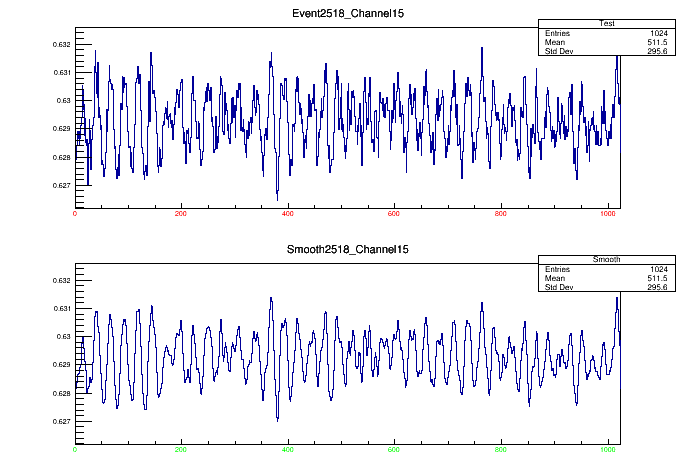 Event2518_Channel15
Test
Entries 1024
Mean 511.5
Std Dev 295.6
0.632
0.631
0.63
0.629
0.628
0.627
0 200 400 600 800 1000
Smooth2518_Channel15
Smooth
Entries 1024
Mean 511.5
Std Dev 295.6
0.632
0.631
0.63
0.629
0.628
0.627
0 200 400 600 800 1000